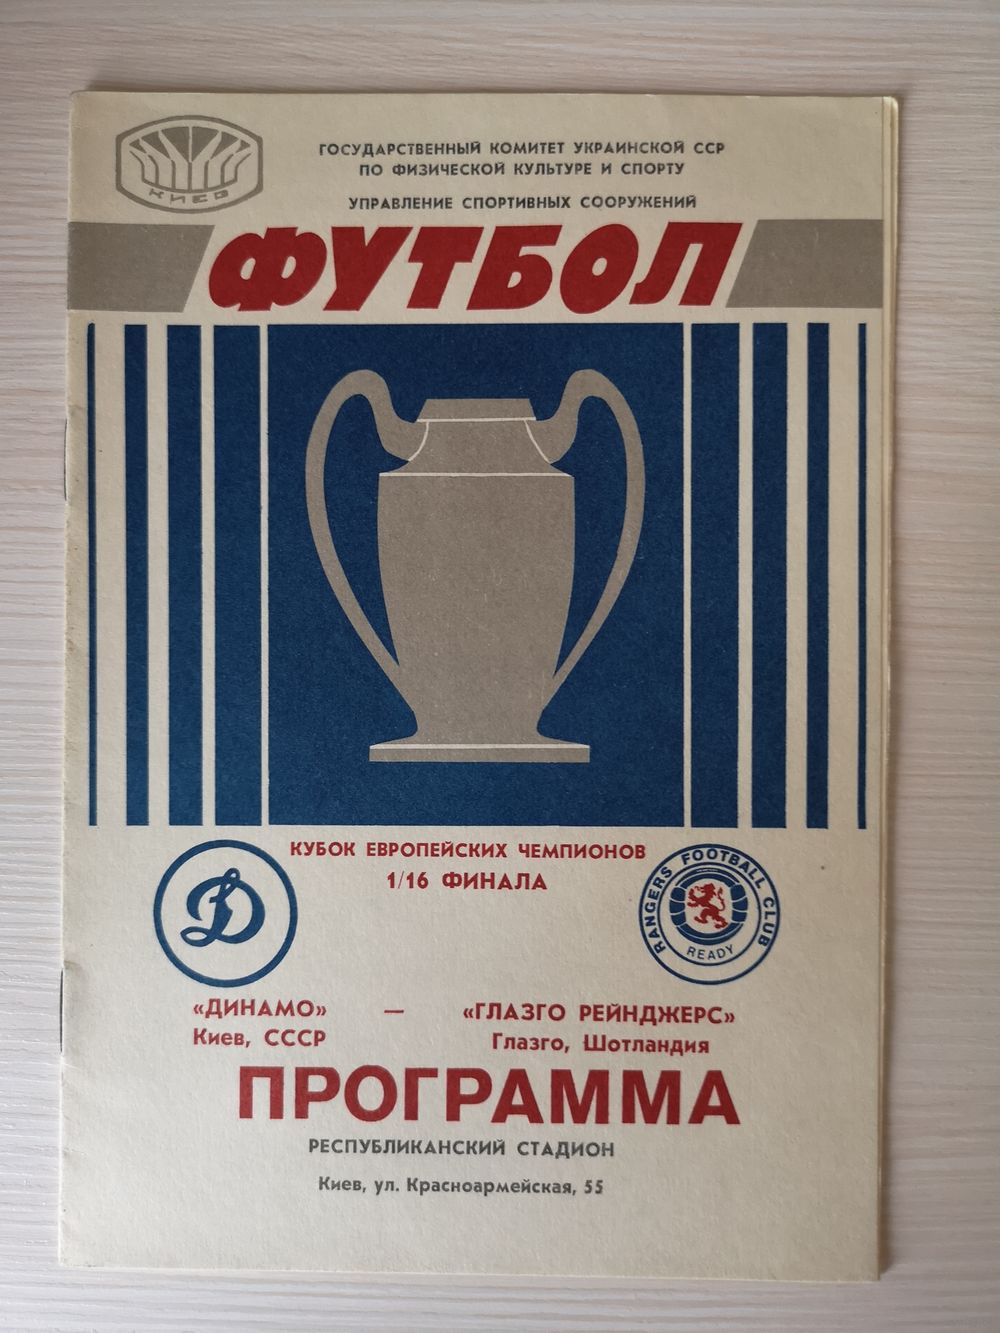 КИЕВ
ГОСУДАРСТВЕННЫЙ КОМИТЕТ УКРАИНСКОЙ ССР
ПО ФИЗИЧЕСКОЙ КУЛЬТУРЕ И СПОРТУ
УПРАВЛЕНИЕ СПОРТИВНЫХ СООРУЖЕНИЙ
ФУТБОЛ
КУБОК ЕВРОПЕЙСКИХ ЧЕМПИОНОВ
1/16 ФИНАЛА
Д
RANGERS FOOTBALL CLUB
READY
«ДИНАМО» — «ГЛАЗГО РЕЙНДЖЕРС»
Киев, СССР Глазго, Шотландия
ПРОГРАММА
РЕСПУБЛИКАНСКИЙ СТАДИОН
Киев, ул. Красноармейская, 55